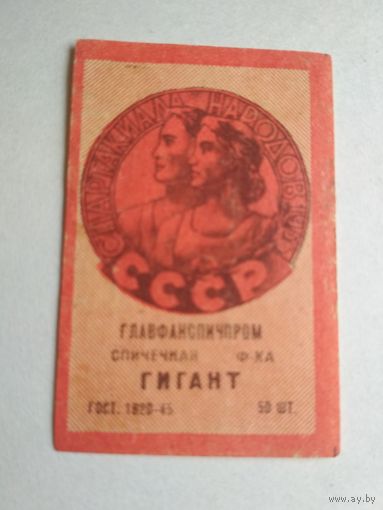 СПАРТАКИАДА НАРОДОВ
СССР
ГЛАВФАНСПИЧПРОМ
СПИЧЕЧНАЯ Ф-КА
ГИГАНТ
ГОСТ. 1820-45 50 ШТ.
www.ay.by